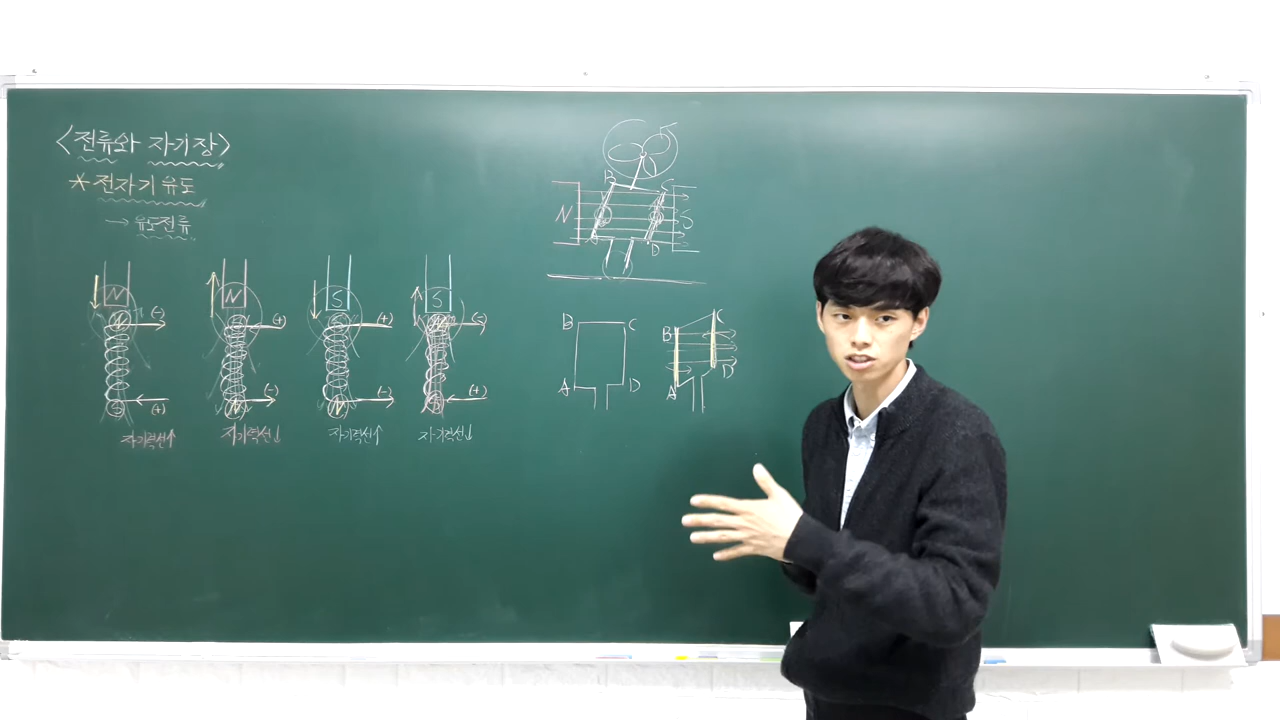 <전류와 자기장>
* 전자기 유도
→ 유도전류
N N S S
(-) (+) (+) (-)
(+) (-) (-) (+)
자기력선↑ 자기력선↓ 자기력선↑ 자기력선↓
B C
N S
D
B C
A D
B C
A D